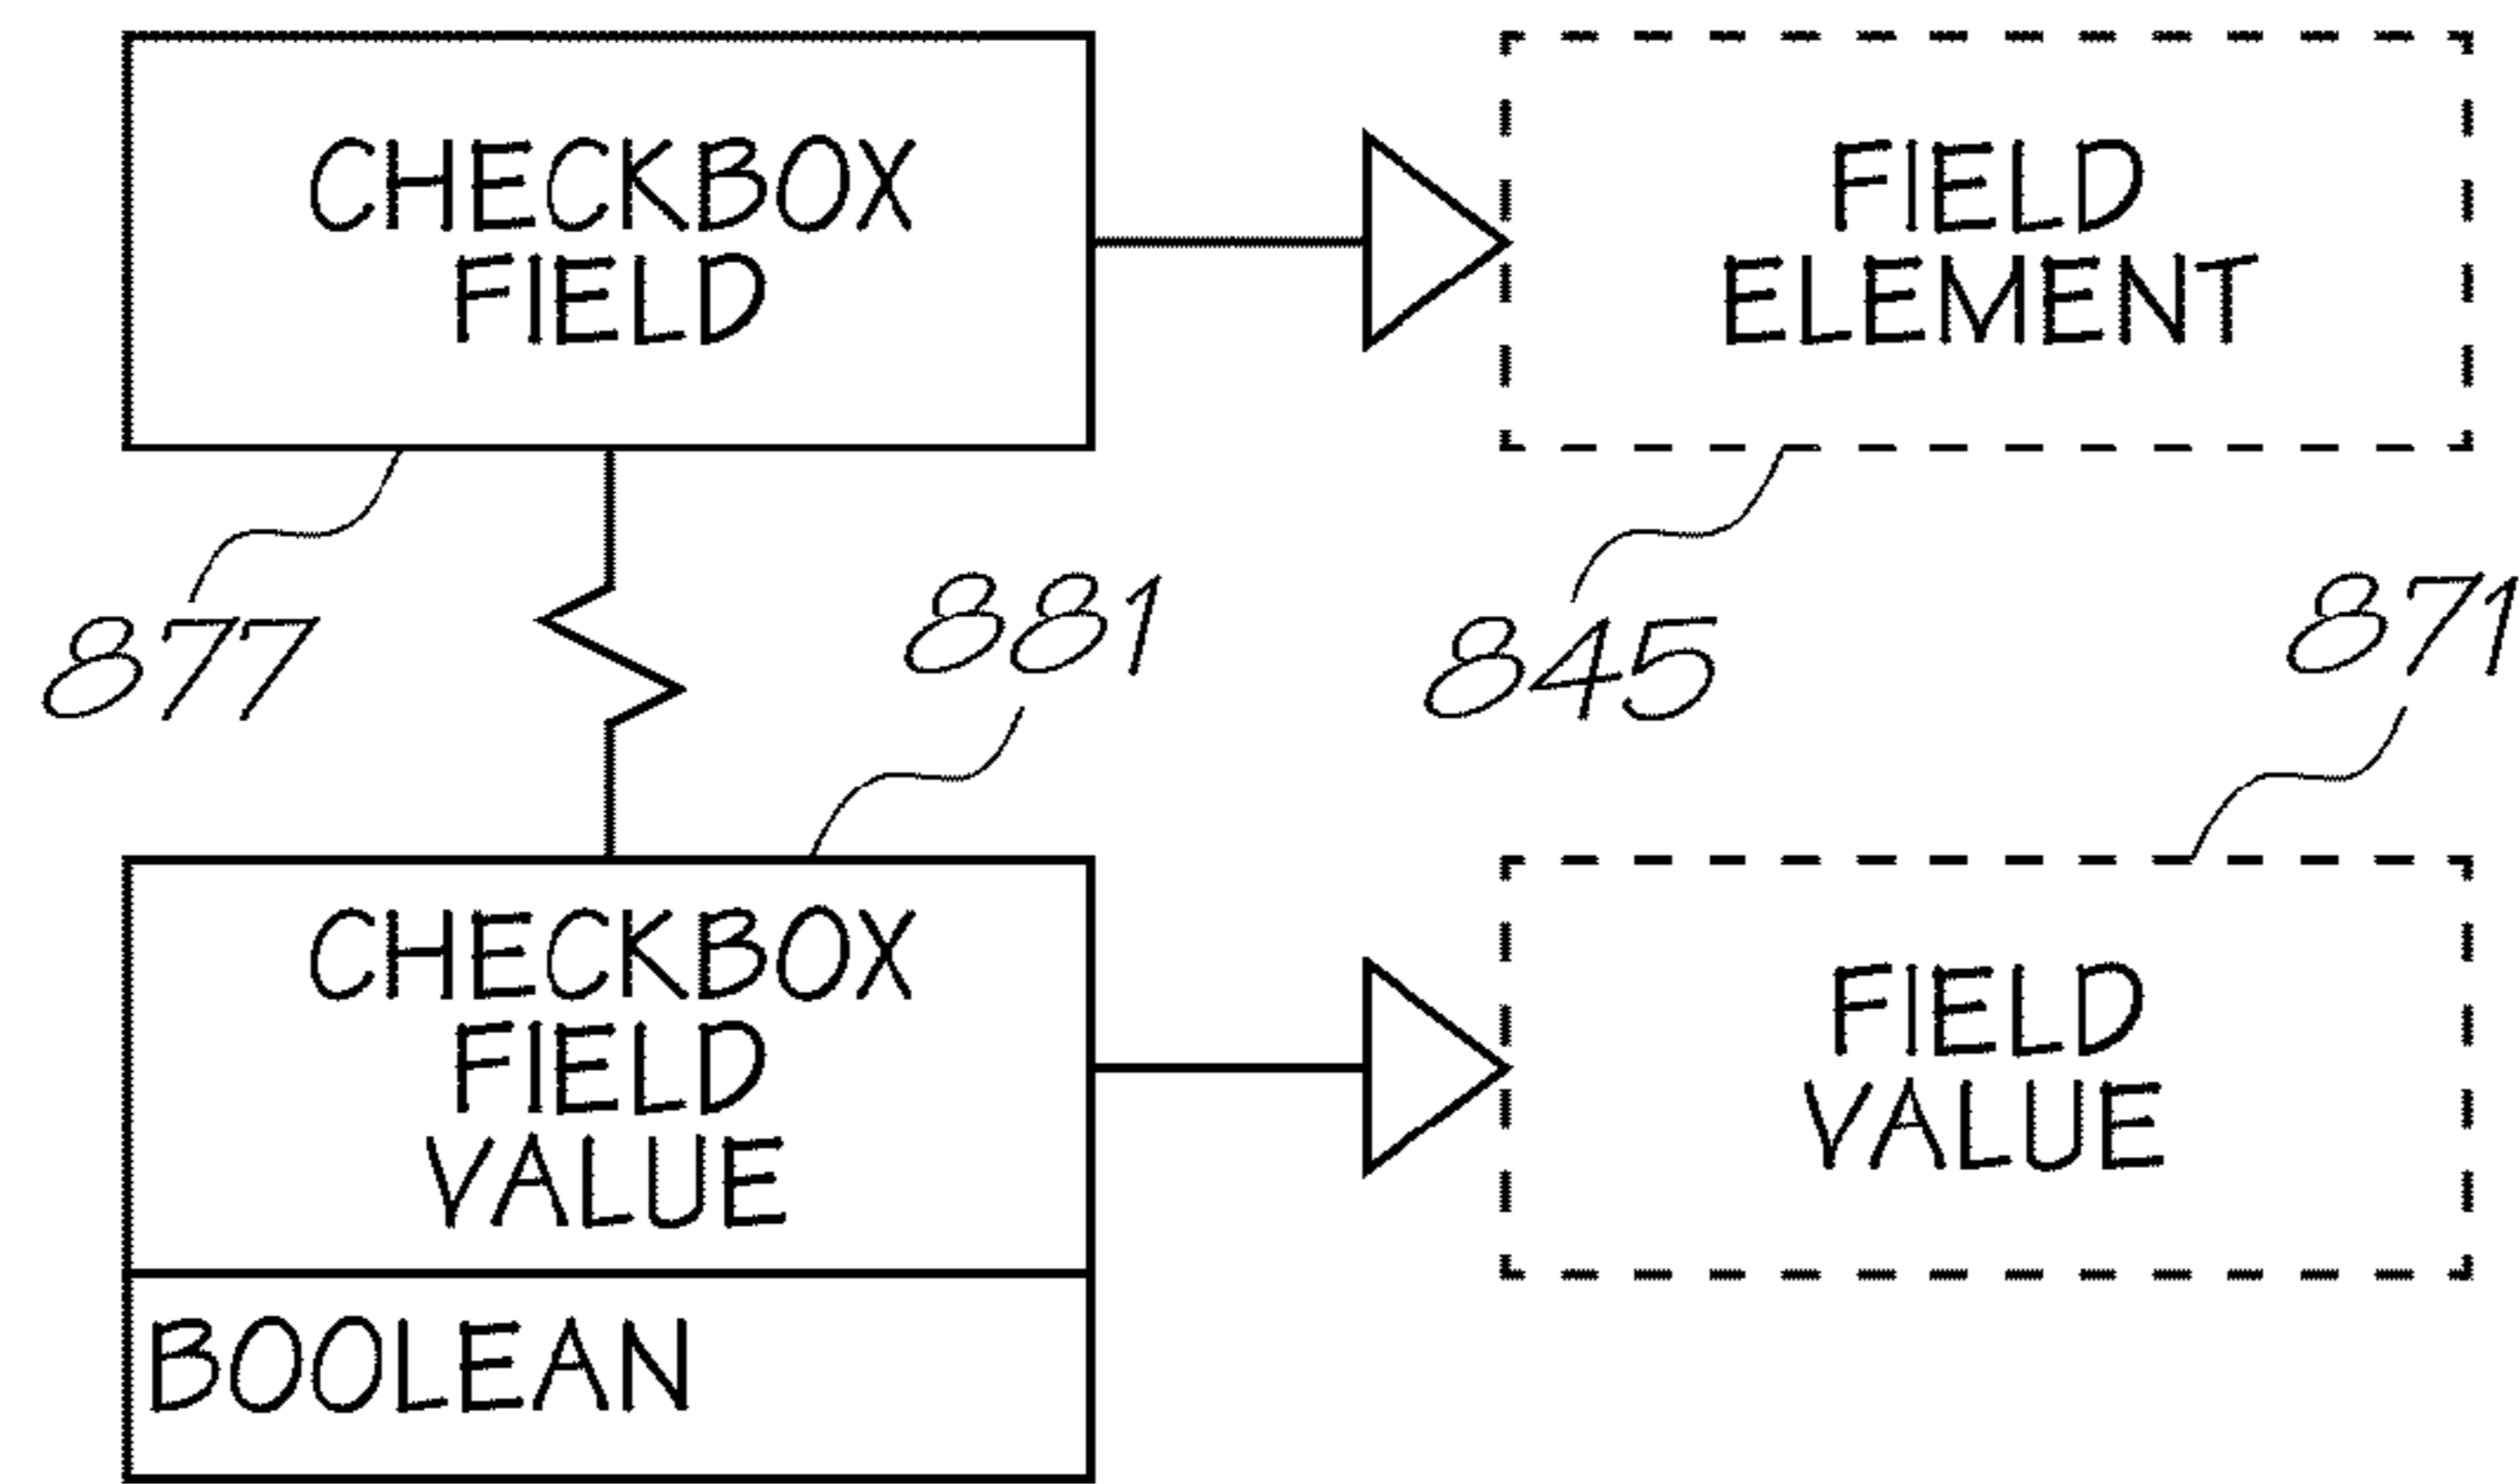 CHECKBOX
FIELD
FIELD
ELEMENT
877
881
845
871
CHECKBOX
FIELD
VALUE
BOOLEAN
FIELD
VALUE